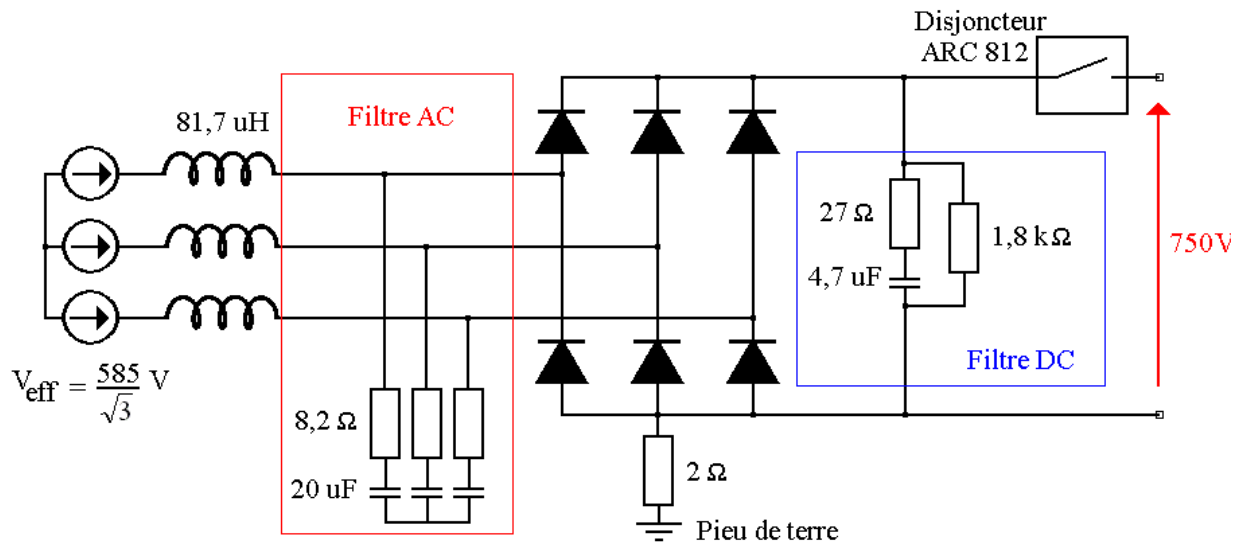 Disjoncteur
ARC 812
81,7 uH
Filtre AC
27 Ω
1,8 kΩ
4,7 uF
750V
Filtre DC
Veff = 585/√3 V
8,2 Ω
20 uF
2 Ω
Pieu de terre